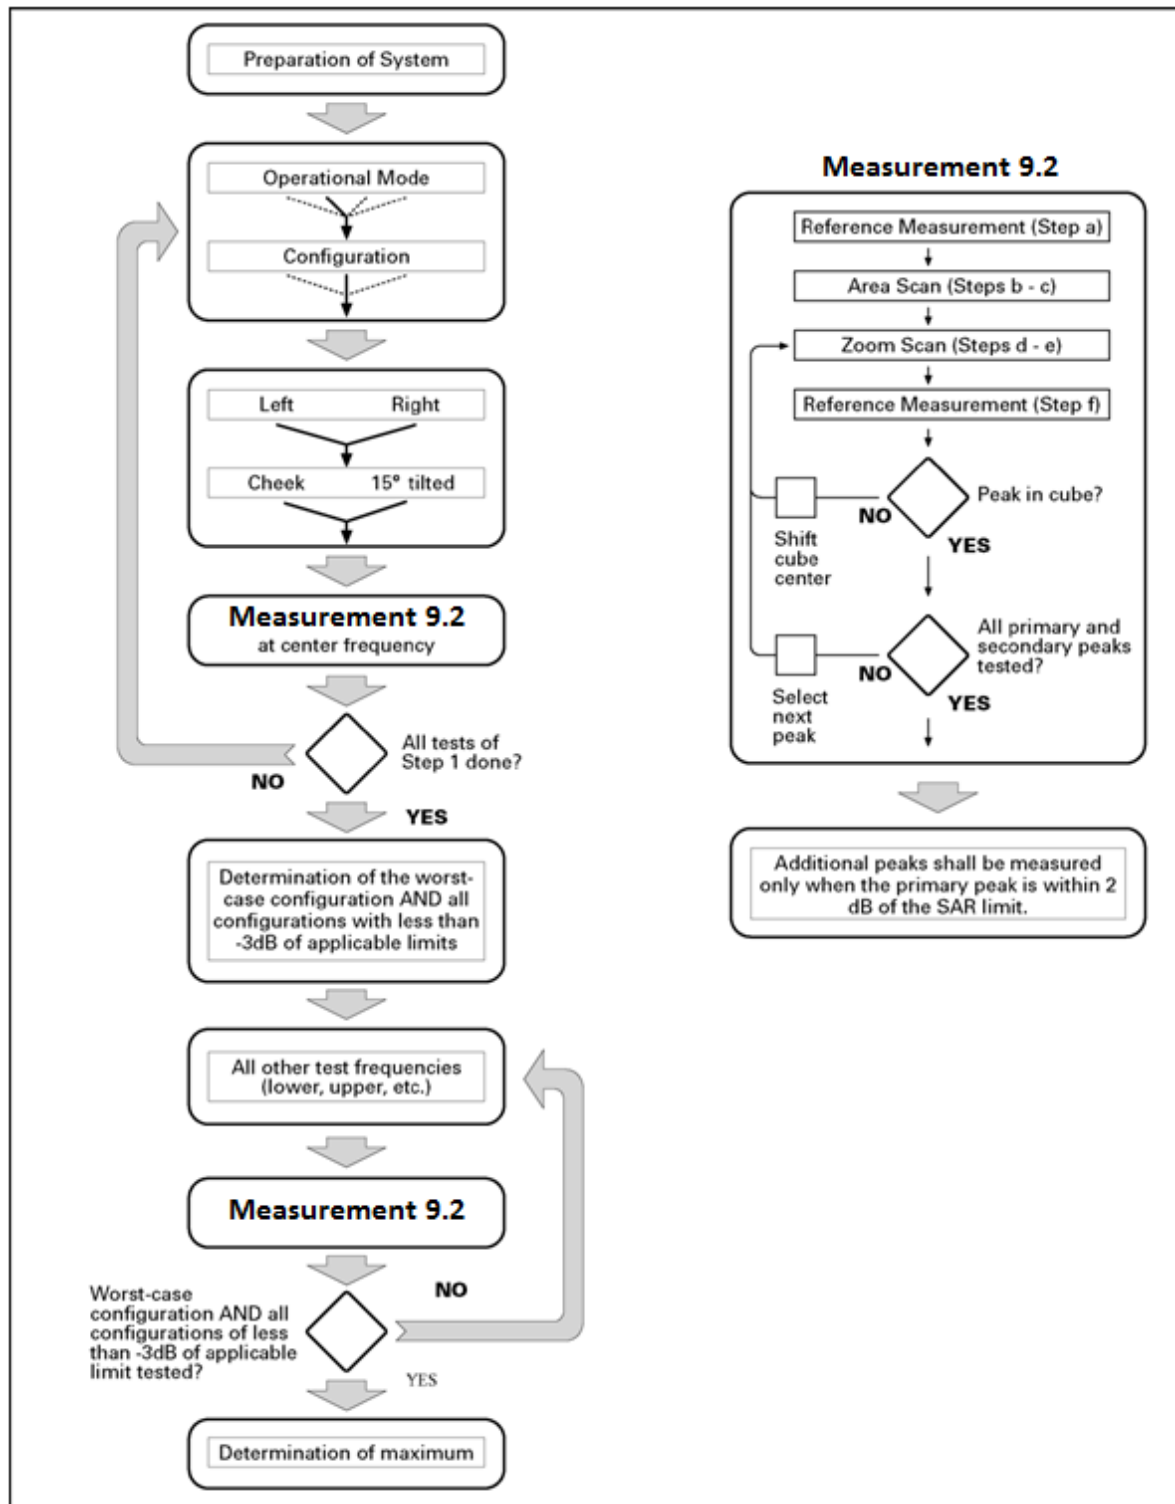 Preparation of System
Operational Mode
Configuration
Left Right
Cheek 15° tilted
Measurement 9.2
at center frequency
All tests of
Step 1 done?
NO
YES
Determination of the worst-
case configuration AND all
configurations with less than
-3dB of applicable limits
All other test frequencies
(lower, upper, etc.)
Measurement 9.2
NO
Worst-case
configuration AND all
configurations of less
than -3dB of applicable
limit tested?
YES
Determination of maximum
Measurement 9.2
Reference Measurement (Step a)
Area Scan (Steps b - c)
Zoom Scan (Steps d - e)
Reference Measurement (Step f)
Peak in cube?
NO
YES
Shift
cube
center
All primary and
secondary peaks
tested?
NO
YES
Select
next
peak
Additional peaks shall be measured
only when the primary peak is within 2
dB of the SAR limit.